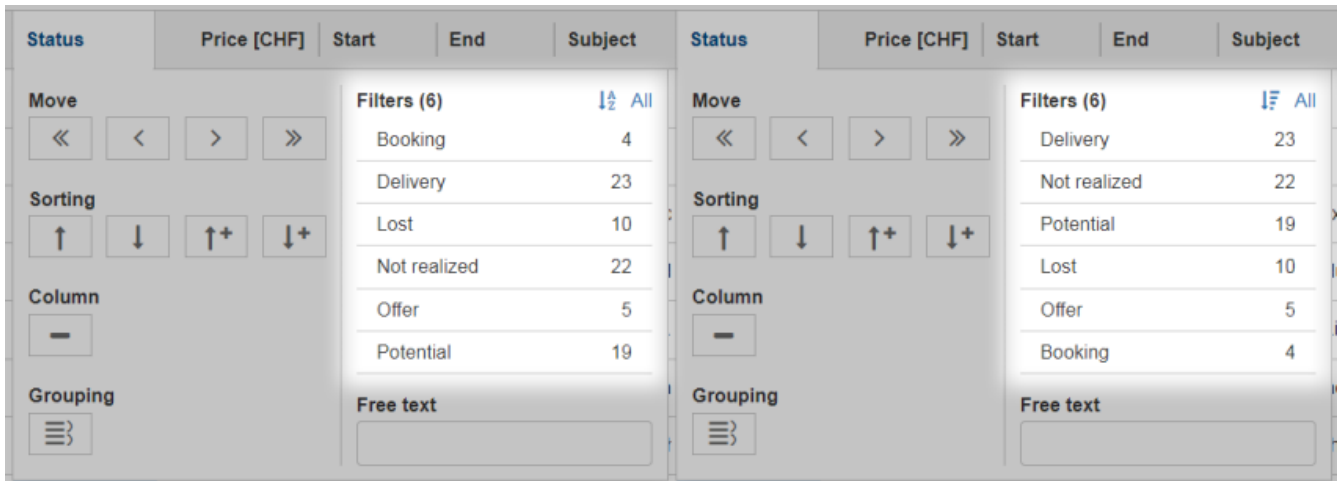 Status Price [CHF] Start End Subject
Move
Filters (6) All
Booking 4
Delivery 23
Sorting
Lost 10
Not realized 22
Column
Offer 5
Potential 19
Grouping
Free text
Status Price [CHF] Start End Subject
Move
Filters (6) All
Delivery 23
Not realized 22
Sorting
Potential 19
Lost 10
Column
Offer 5
Booking 4
Grouping
Free text